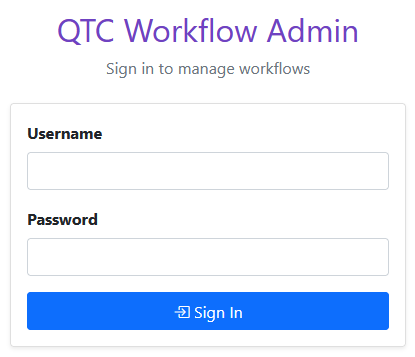 QTC Workflow Admin
Sign in to manage workflows
Username
Password
Sign In